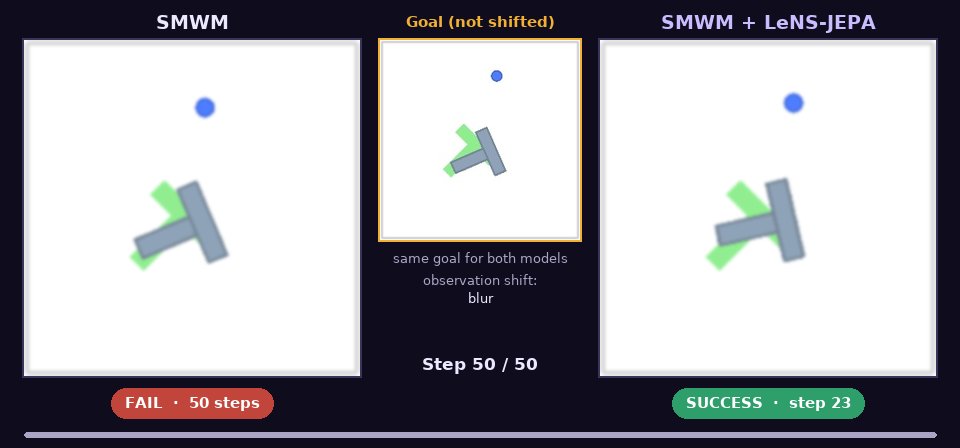 SMWM
Goal (not shifted)
SMWM + LeNS-JEPA
same goal for both models
observation shift:
blur
Step 50 / 50
FAIL · 50 steps
SUCCESS · step 23